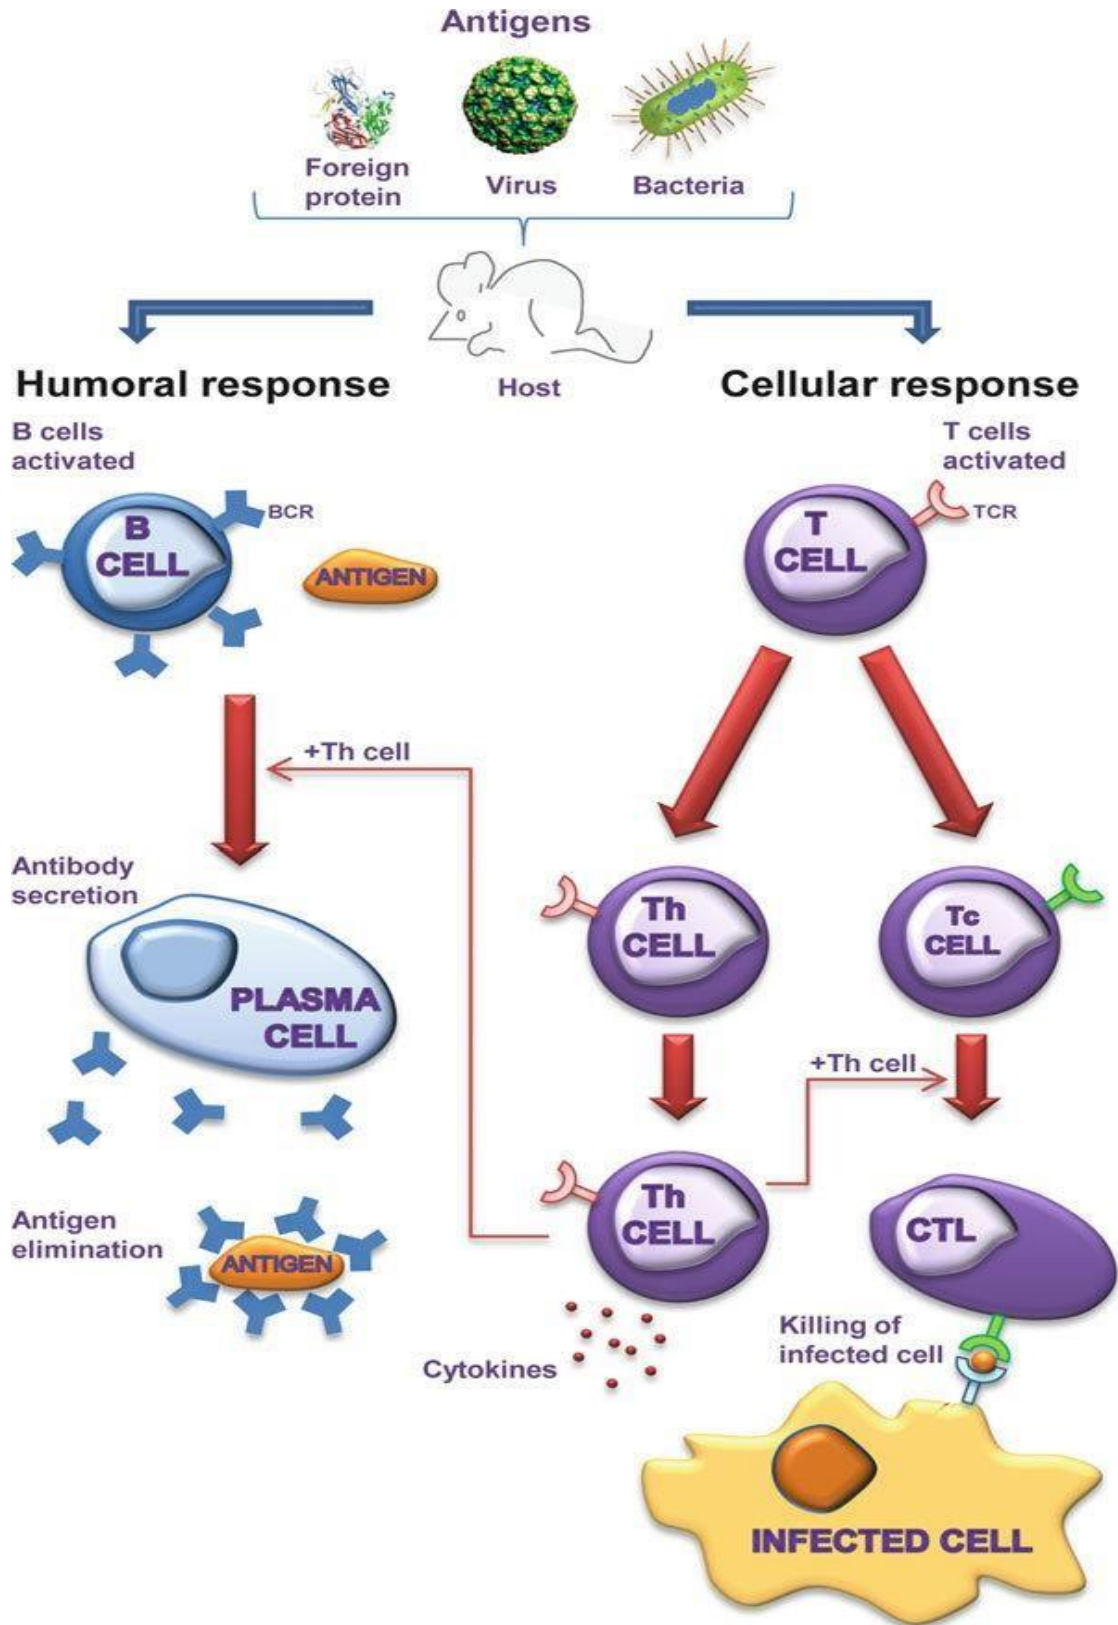 Antigens
Foreign
protein
Virus
Bacteria
Host
Humoral response
B cells
activated
B
CELL
BCR
ANTIGEN
Cellular response
T cells
activated
T
CELL
TCR
+Th cell
Antibody
secretion
PLASMA
CELL
Th
CELL
Tc
CELL
+Th cell
Antigen
elimination
ANTIGEN
Th
CELL
Cytokines
CTL
Killing of
infected cell
INFECTED CELL